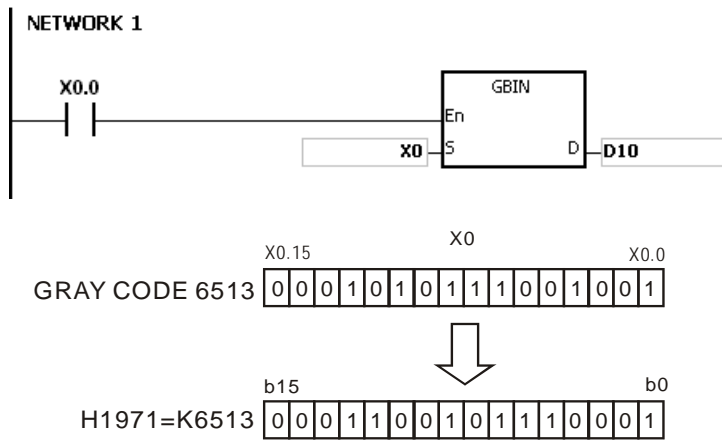 NETWORK 1
X0.0
GBIN
En
X0 S D D10
X0
X0.15 X0.0
GRAY CODE 6513 0 0 0 1 0 1 0 1 1 1 0 0 1 0 0 1
b15 b0
H1971=K6513 0 0 0 1 1 0 0 1 0 1 1 1 0 0 0 1